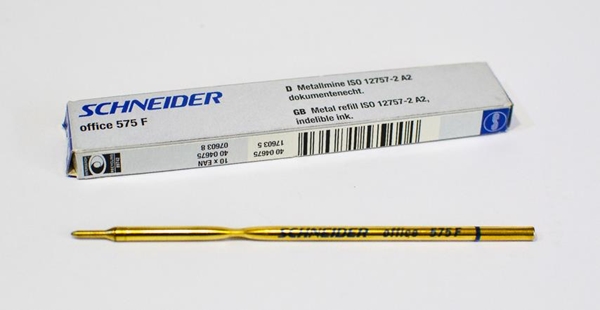 SCHNEIDER
office 575 F
D Metallmine ISO 12757-2 A2
dokumentenecht.
GB Metal refill ISO 12757-2 A2,
indelible ink.
10 x EAN
40 04675
07603 8
40 04675
17603 5
SCHNEIDER office 575 F